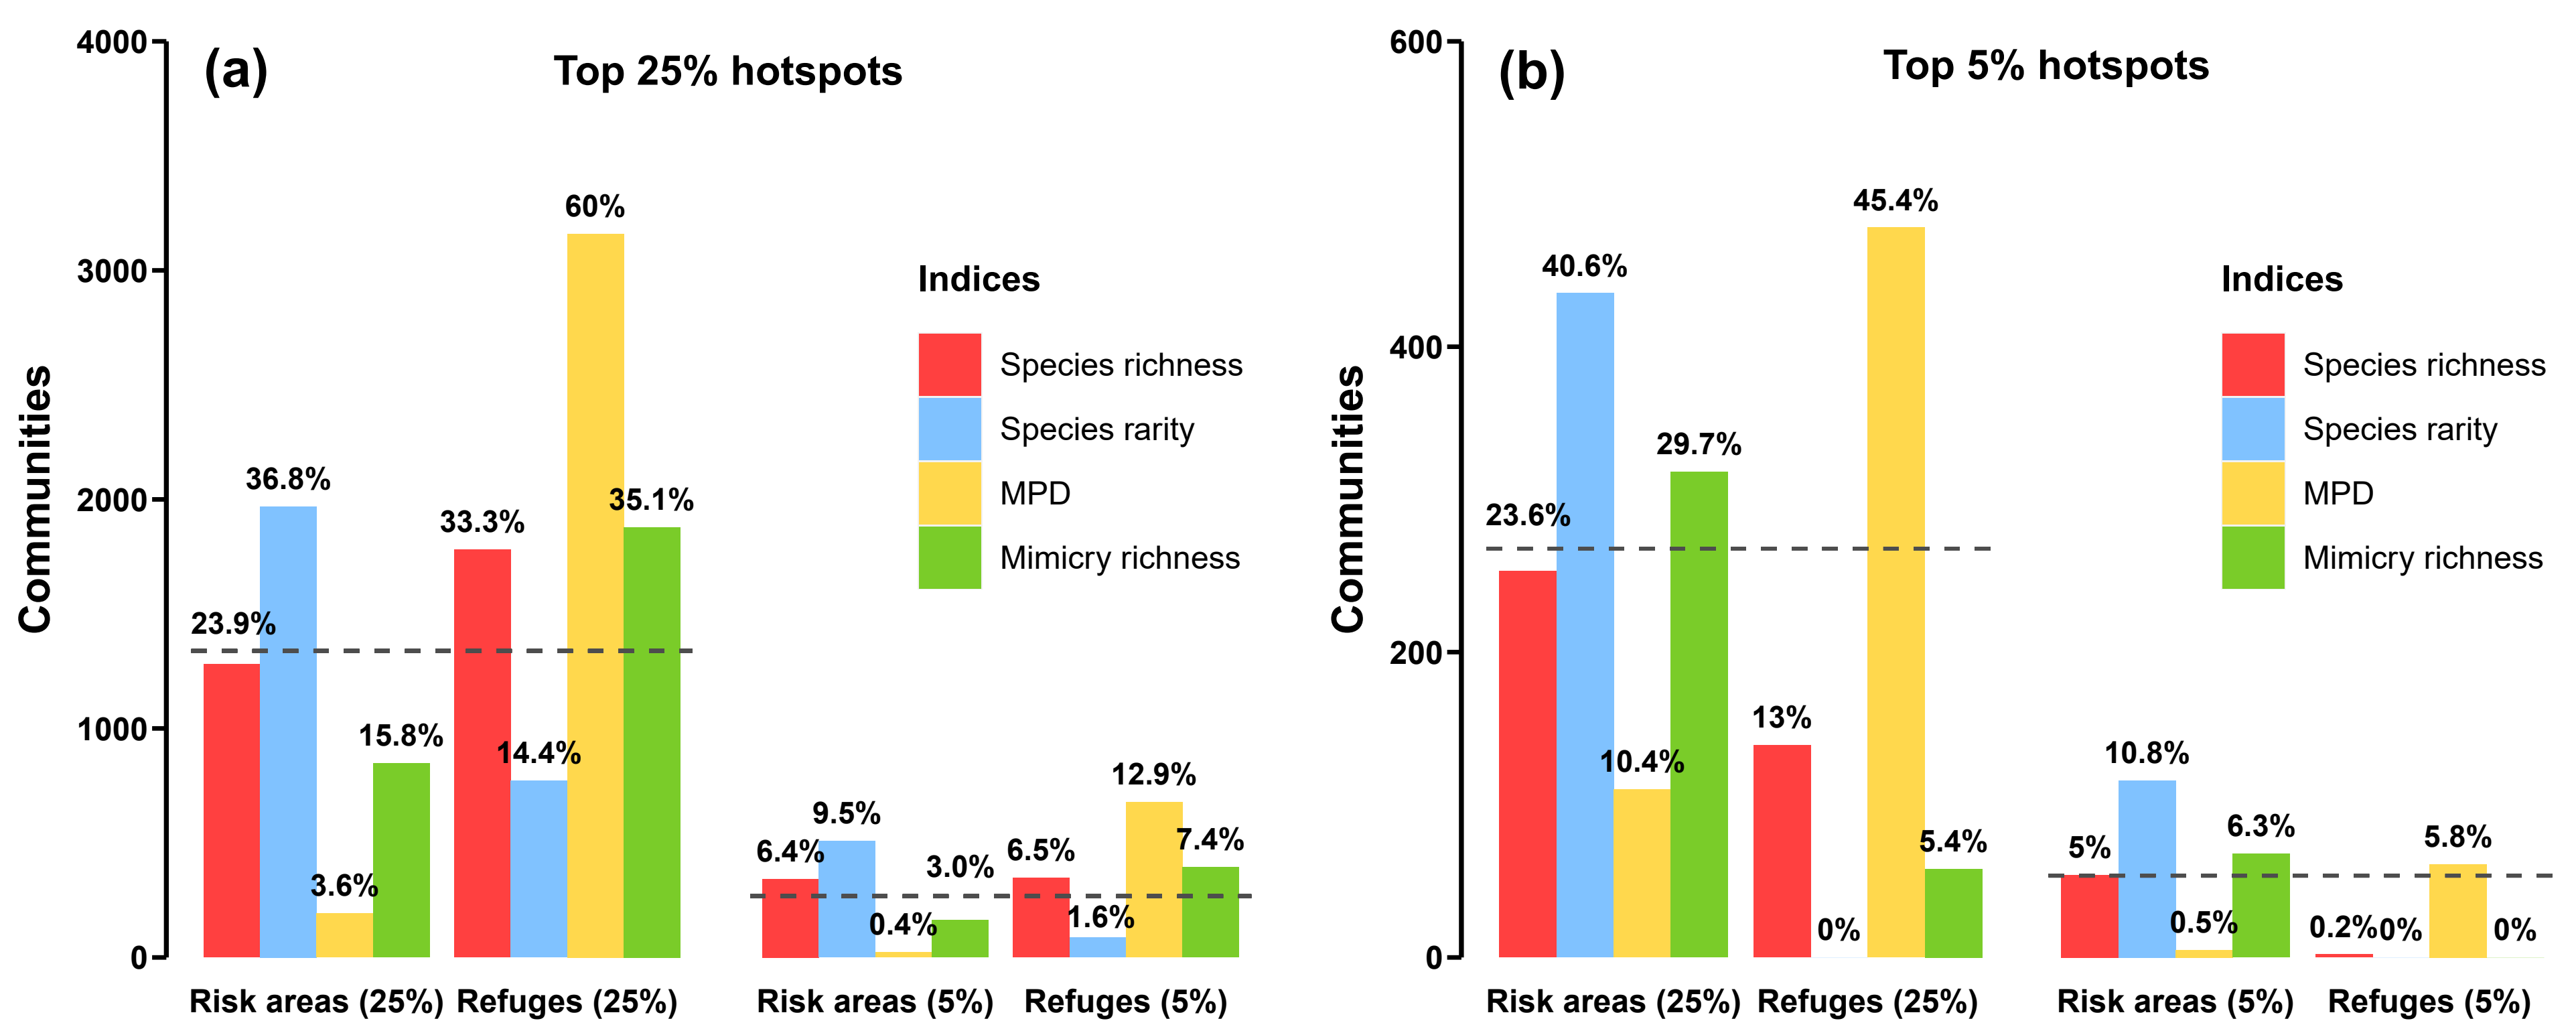 (a)
Top 25% hotspots
Communities
4000
3000
2000
1000
0
23.9%
36.8%
3.6%
15.8%
33.3%
14.4%
60%
35.1%
6.4%
9.5%
0.4%
3.0%
6.5%
1.6%
12.9%
7.4%
Risk areas (25%)
Refuges (25%)
Risk areas (5%)
Refuges (5%)
Indices
Species richness
Species rarity
MPD
Mimicry richness
(b)
Top 5% hotspots
Communities
600
400
200
0
23.6%
40.6%
10.4%
29.7%
13%
0%
45.4%
5.4%
5%
10.8%
0.5%
6.3%
0.2%
0%
5.8%
0%
Risk areas (25%)
Refuges (25%)
Risk areas (5%)
Refuges (5%)
Indices
Species richness
Species rarity
MPD
Mimicry richness